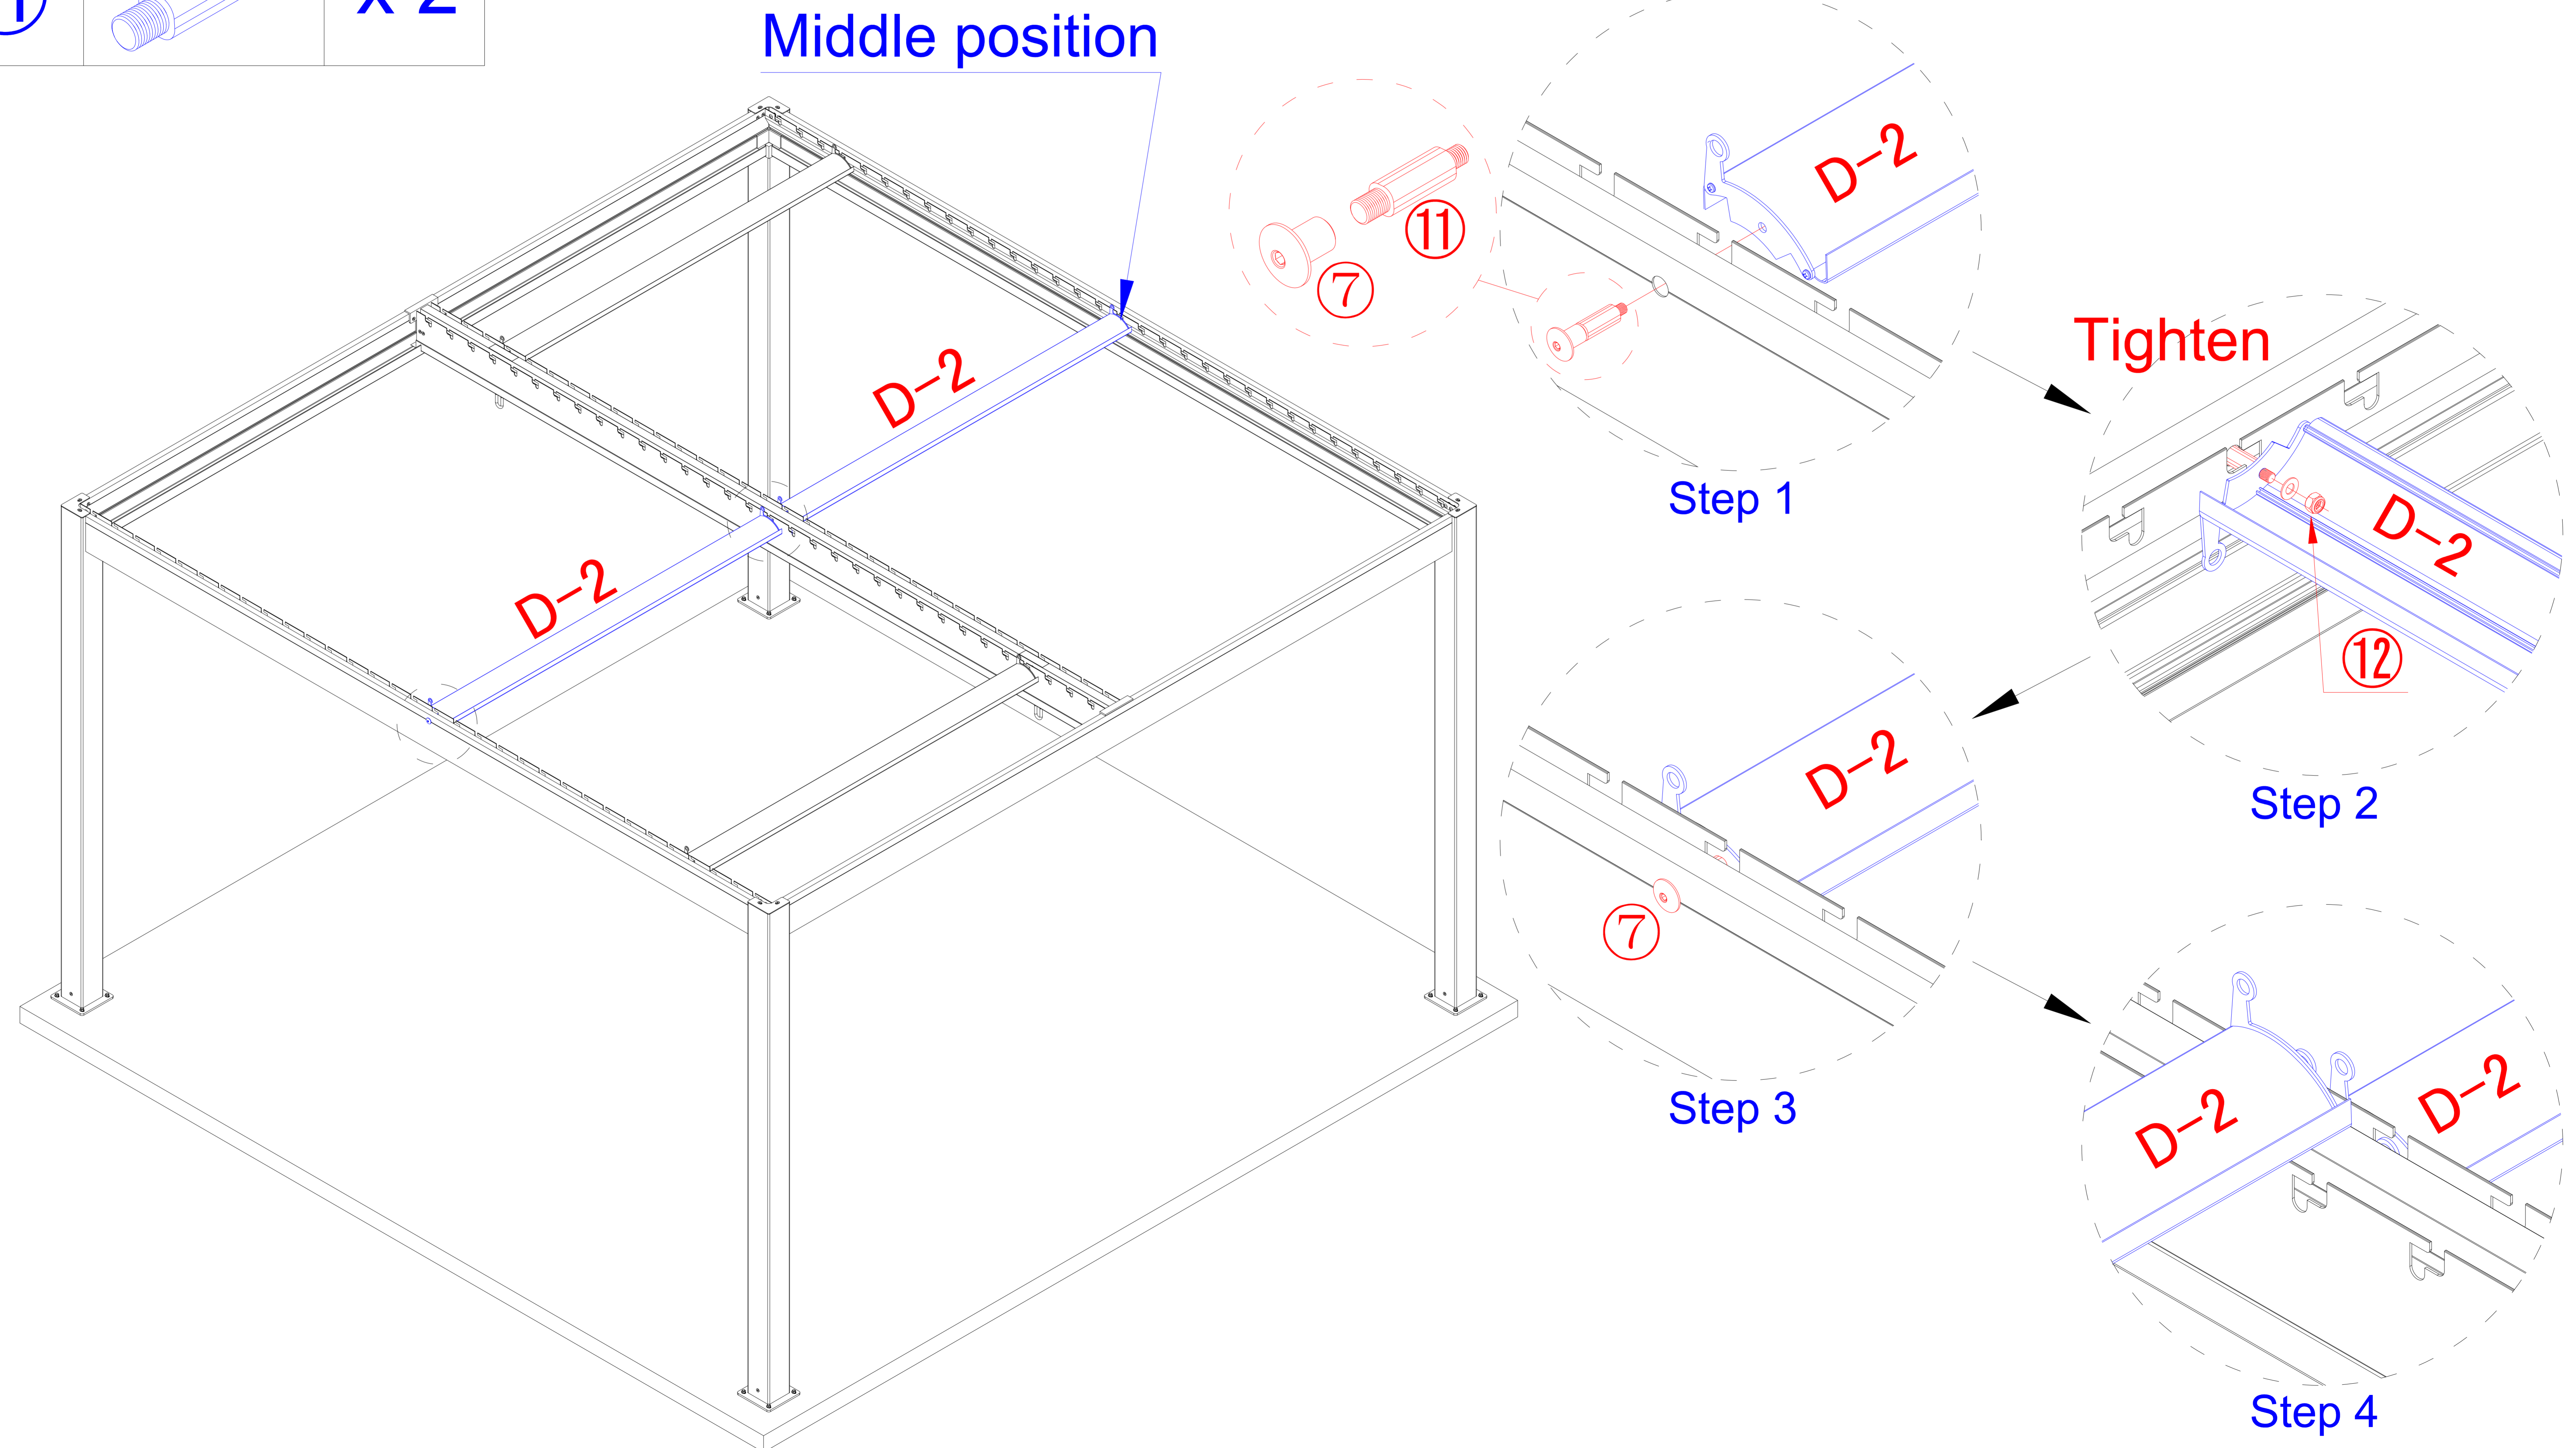 x 2
Middle position
D-2
D-2
⑪
⑦
D-2
Step 1
Tighten
D-2
⑫
Step 2
D-2
⑦
Step 3
D-2
D-2
Step 4